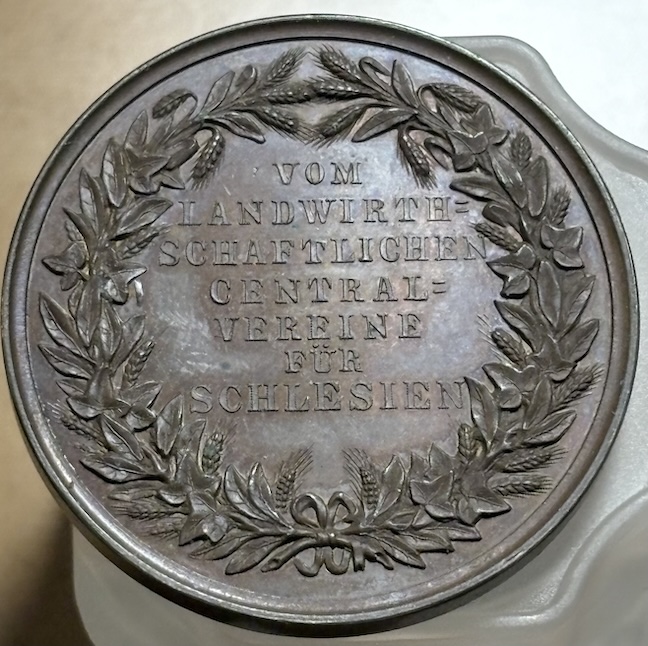 VOM
LANDWIRTH=
SCHAFTLICHEN
CENTRAL=
VEREINE
FÜR
SCHLESIEN